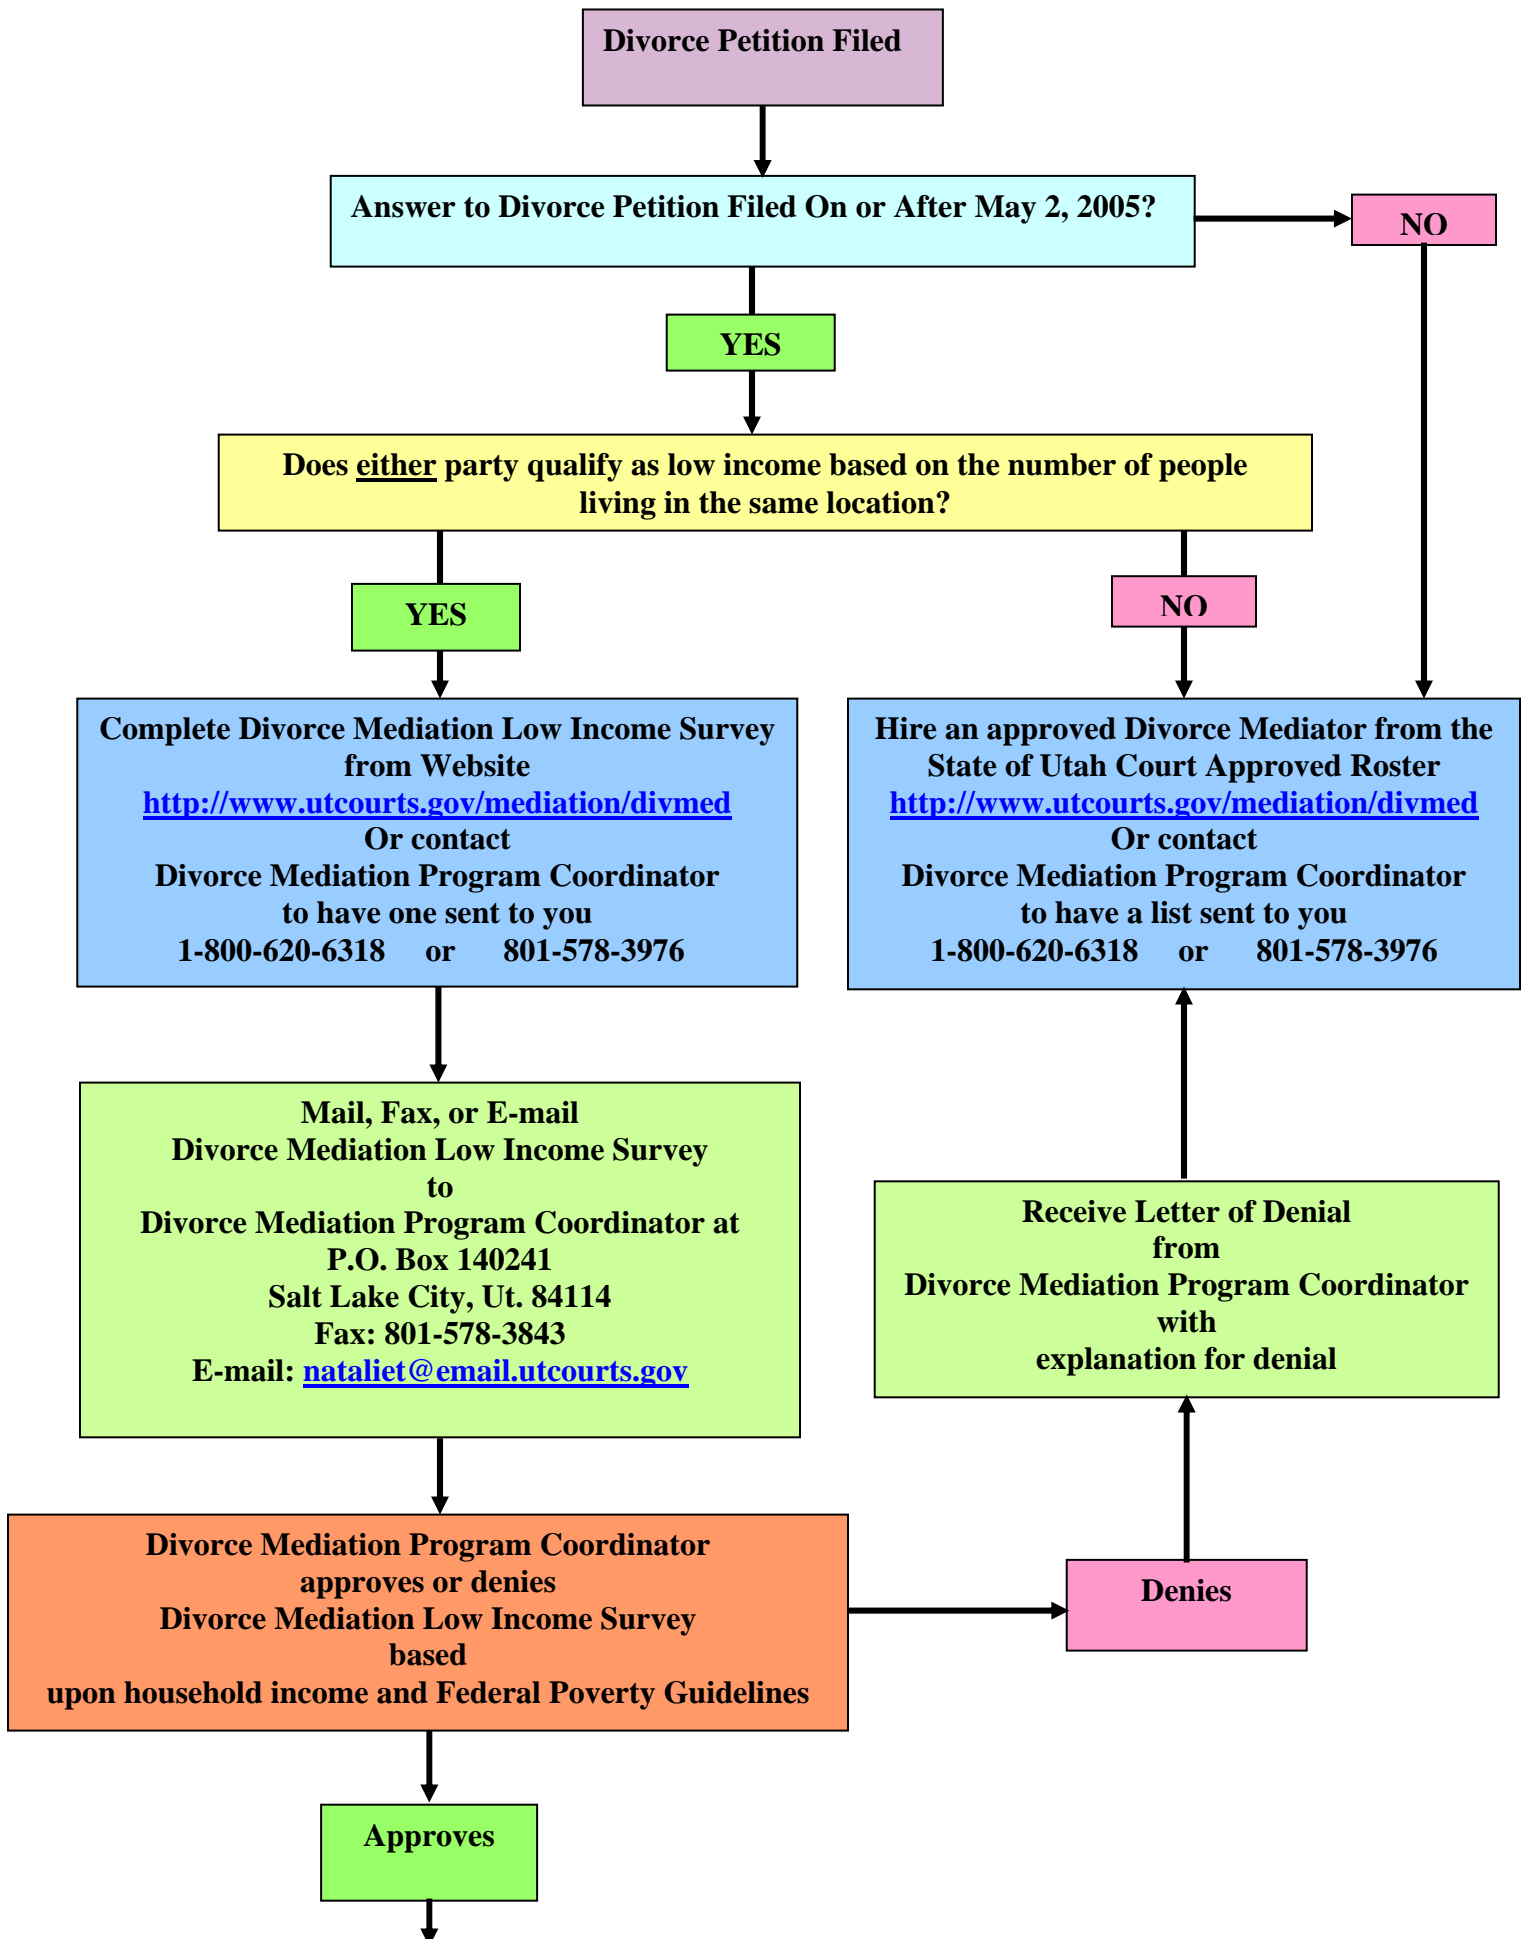 Divorce Petition Filed
Answer to Divorce Petition Filed On or After May 2, 2005?
NO
YES
Does either party qualify as low income based on the number of people
living in the same location?
YES
NO
Complete Divorce Mediation Low Income Survey
from Website
http://www.utcourts.gov/mediation/divmed
Or contact
Divorce Mediation Program Coordinator
to have one sent to you
1-800-620-6318 or 801-578-3976
Hire an approved Divorce Mediator from the
State of Utah Court Approved Roster
http://www.utcourts.gov/mediation/divmed
Or contact
Divorce Mediation Program Coordinator
to have a list sent to you
1-800-620-6318 or 801-578-3976
Mail, Fax, or E-mail
Divorce Mediation Low Income Survey
to
Divorce Mediation Program Coordinator at
P.O. Box 140241
Salt Lake City, Ut. 84114
Fax: 801-578-3843
E-mail: nataliet@email.utcourts.gov
Receive Letter of Denial
from
Divorce Mediation Program Coordinator
with
explanation for denial
Divorce Mediation Program Coordinator
approves or denies
Divorce Mediation Low Income Survey
based
upon household income and Federal Poverty Guidelines
Denies
Approves